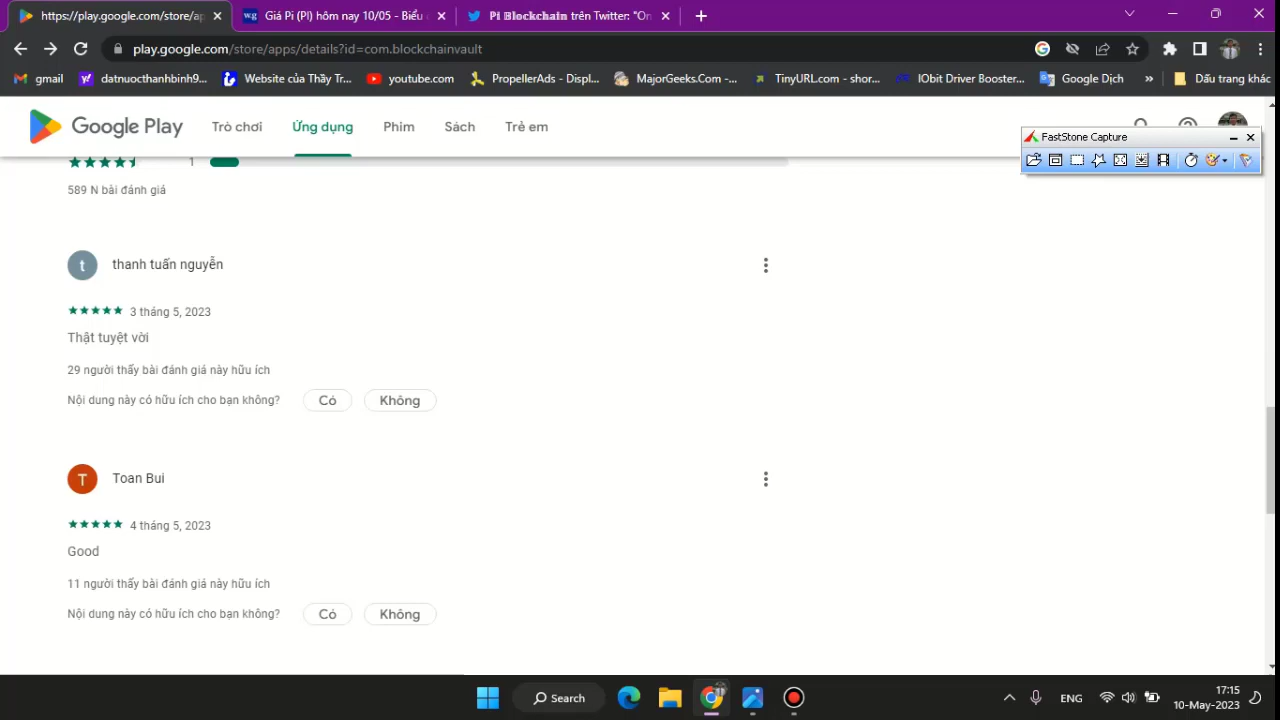 https://play.google.com/store/ap
Giá Pi (PI) hôm nay 10/05 - Biểu
Pi Blockchain trên Twitter: "On
play.google.com/store/apps/details?id=com.blockchainvault
gmail
datnuocthanhbinh9...
Website của Thầy Tr...
youtube.com
PropellerAds - Displ...
MajorGeeks.Com -...
TinyURL.com - shor...
IObit Driver Booster...
Google Dịch
»
Dấu trang khác
Google Play
Trò chơi
Ứng dụng
Phim
Sách
Trẻ em
FastStone Capture
1
589 N bài đánh giá
t
thanh tuấn nguyễn
3 tháng 5, 2023
Thật tuyệt vời
29 người thấy bài đánh giá này hữu ích
Nội dung này có hữu ích cho bạn không?
Có
Không
T
Toan Bui
4 tháng 5, 2023
Good
11 người thấy bài đánh giá này hữu ích
Nội dung này có hữu ích cho bạn không?
Có
Không
Search
ENG
17:15
10-May-2023